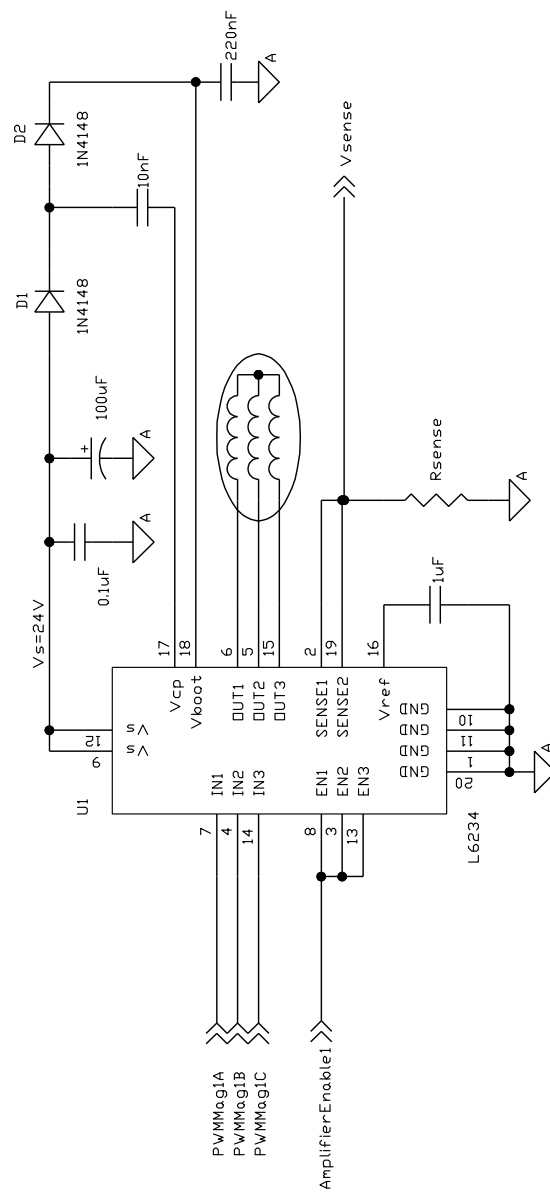 D2
1N4148
220nF
A
10nF
Vsense
D1
1N4148
100uF
+
A
0.1uF
A
Rsense
A
1uF
Vs=24V
17
18
6
5
15
2
19
16
Vcp
Vboot
OUT1
OUT2
OUT3
SENSE1
SENSE2
Vref
12
Vs
9
Vs
GND
10
GND
11
GND
1
GND
20
A
U1
IN1
IN2
IN3
EN1
EN2
EN3
7
4
14
8
3
13
L6234
PWMMag1A
PWMMag1B
PWMMag1C
AmplifierEnable1